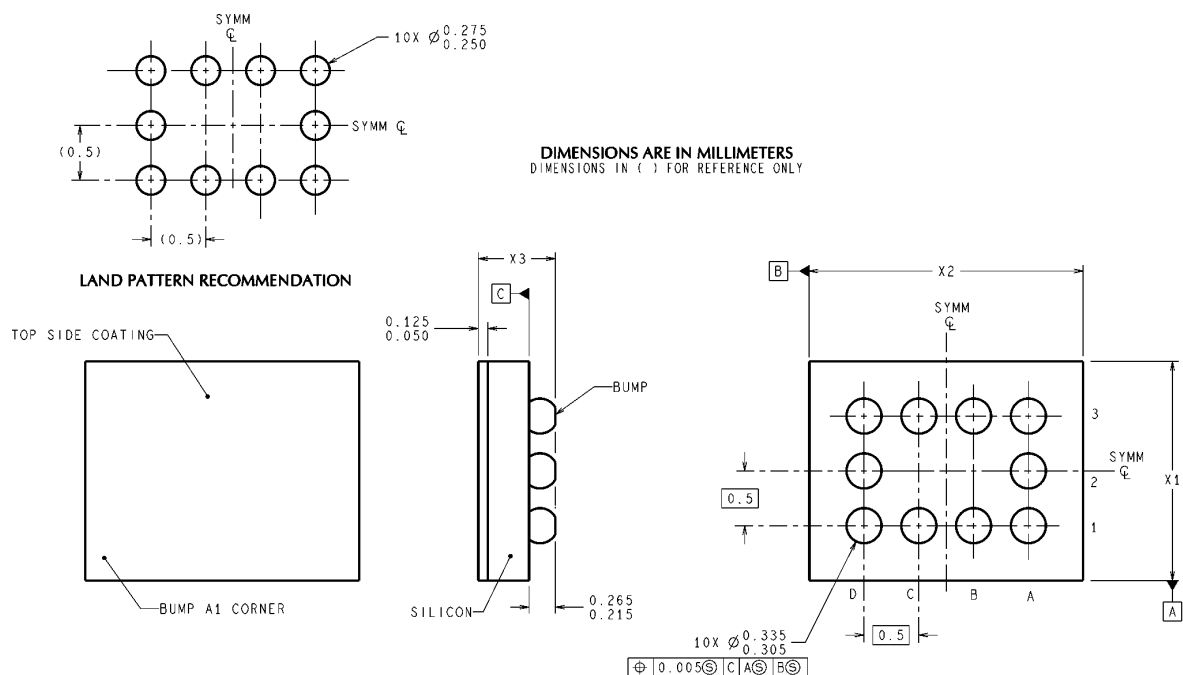 SYMM
℄
10X Ø 0.275
0.250
SYMM ℄
(0.5)
(0.5)
DIMENSIONS ARE IN MILLIMETERS
DIMENSIONS IN ( ) FOR REFERENCE ONLY
LAND PATTERN RECOMMENDATION
TOP SIDE COATING
BUMP A1 CORNER
X3
C
0.125
0.050
BUMP
SILICON
0.265
0.215
B
X2
SYMM
℄
3
SYMM
℄
2
X1
0.5
1
D C B A
A
0.5
10X Ø 0.335
0.305
⌖ 0.005Ⓢ C AⓈ BⓈ